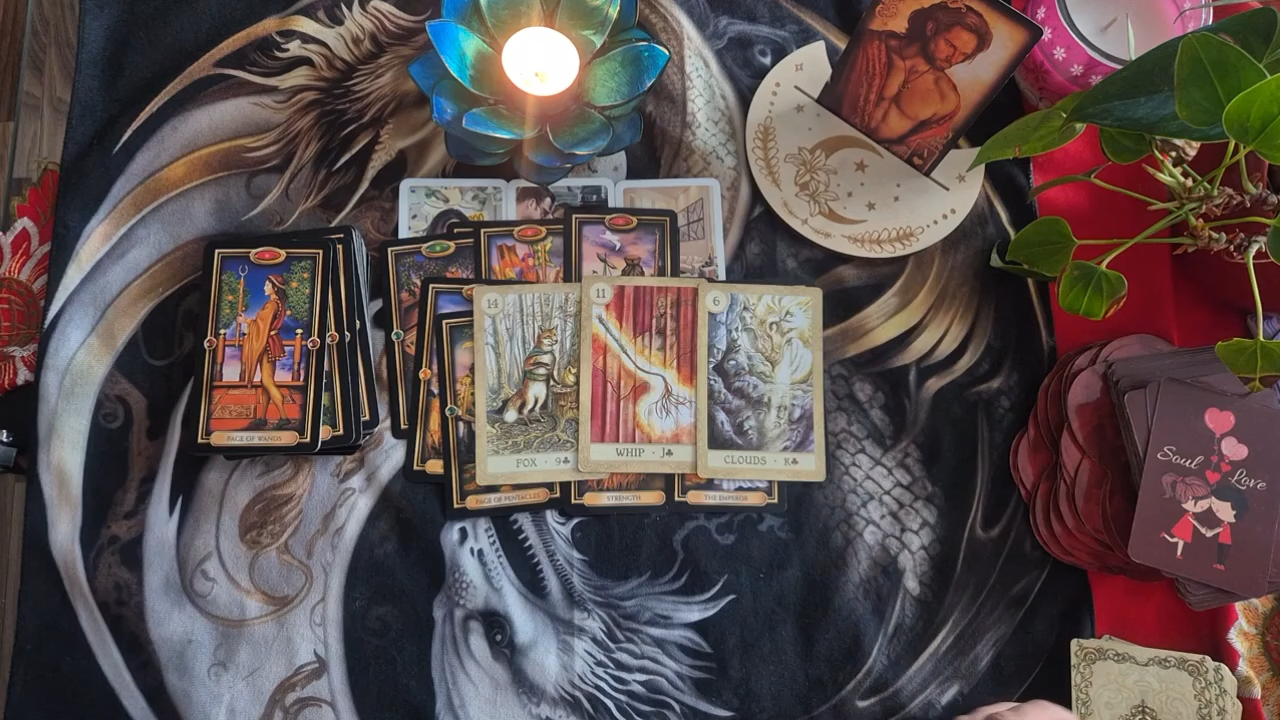 PAGE OF WANDS
14
FOX · 9♣
11
WHIP · J♣
6
CLOUDS · K♣
PAGE OF PENTACLES
STRENGTH
THE EMPEROR
Soul
Love